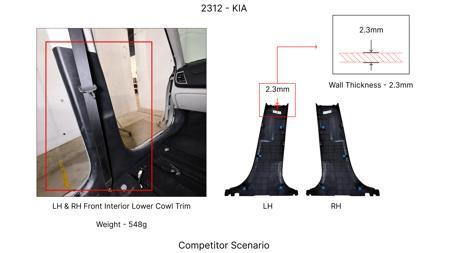 2312 - KIA
2.3mm
Wall Thickness - 2.3mm
2.3mm
LH & RH Front Interior Lower Cowl Trim
LH
RH
Weight - 548g
Competitor Scenario